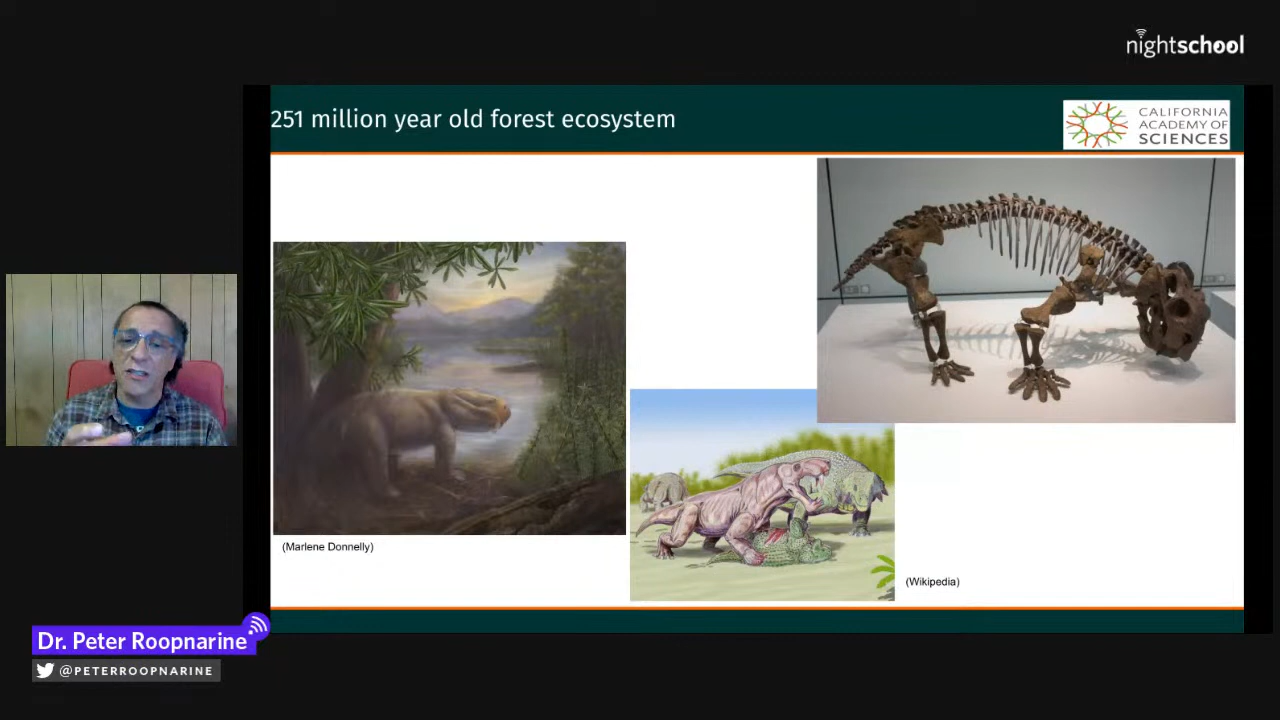 nightschool
251 million year old forest ecosystem
CALIFORNIA
ACADEMY OF
SCIENCES
(Marlene Donnelly)
(Wikipedia)
Dr. Peter Roopnarine
@PETERROOPNARINE